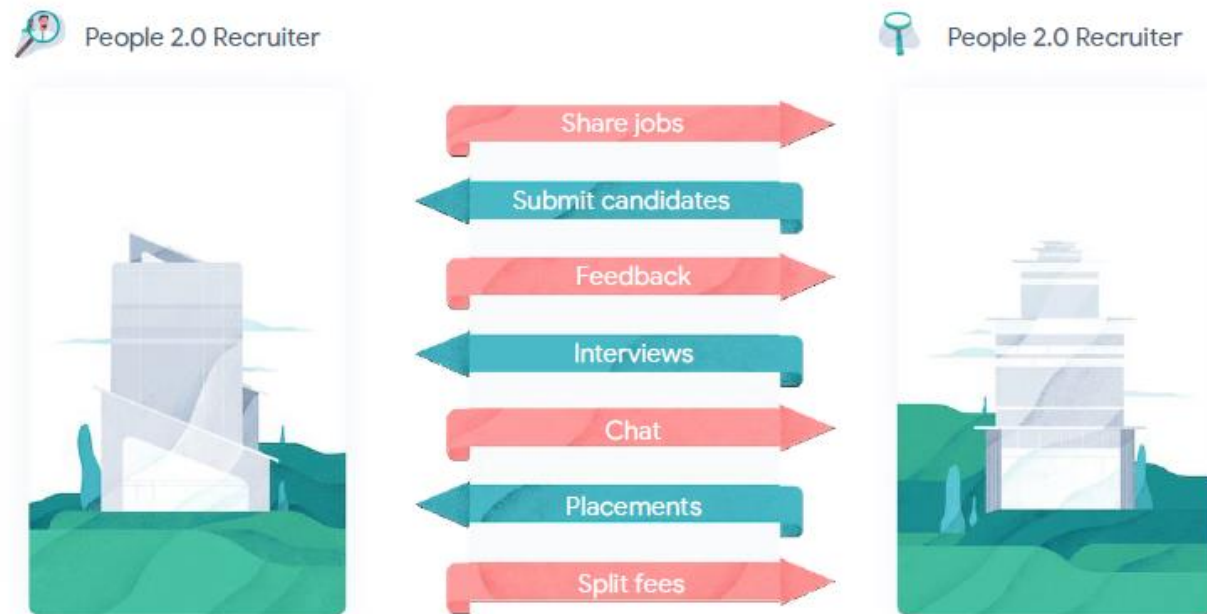 People 2.0 Recruiter
People 2.0 Recruiter
Share jobs
Submit candidates
Feedback
Interviews
Chat
Placements
Split fees